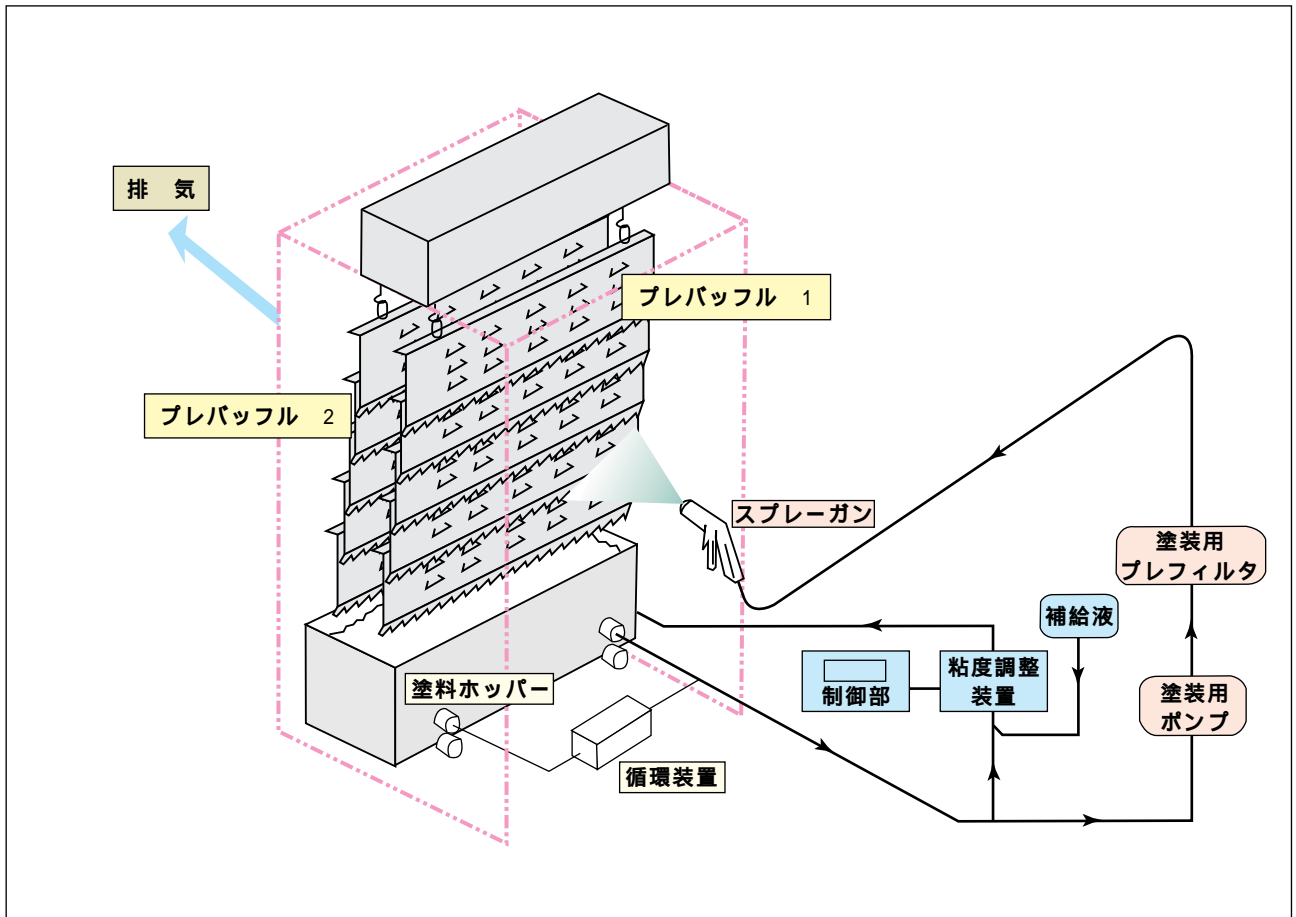 排 気
プレバッフル 1
プレバッフル 2
スプレーガン
塗装用
プレフィルタ
補給液
制御部
粘度調整
装置
塗装用
ポンプ
塗料ホッパー
循環装置